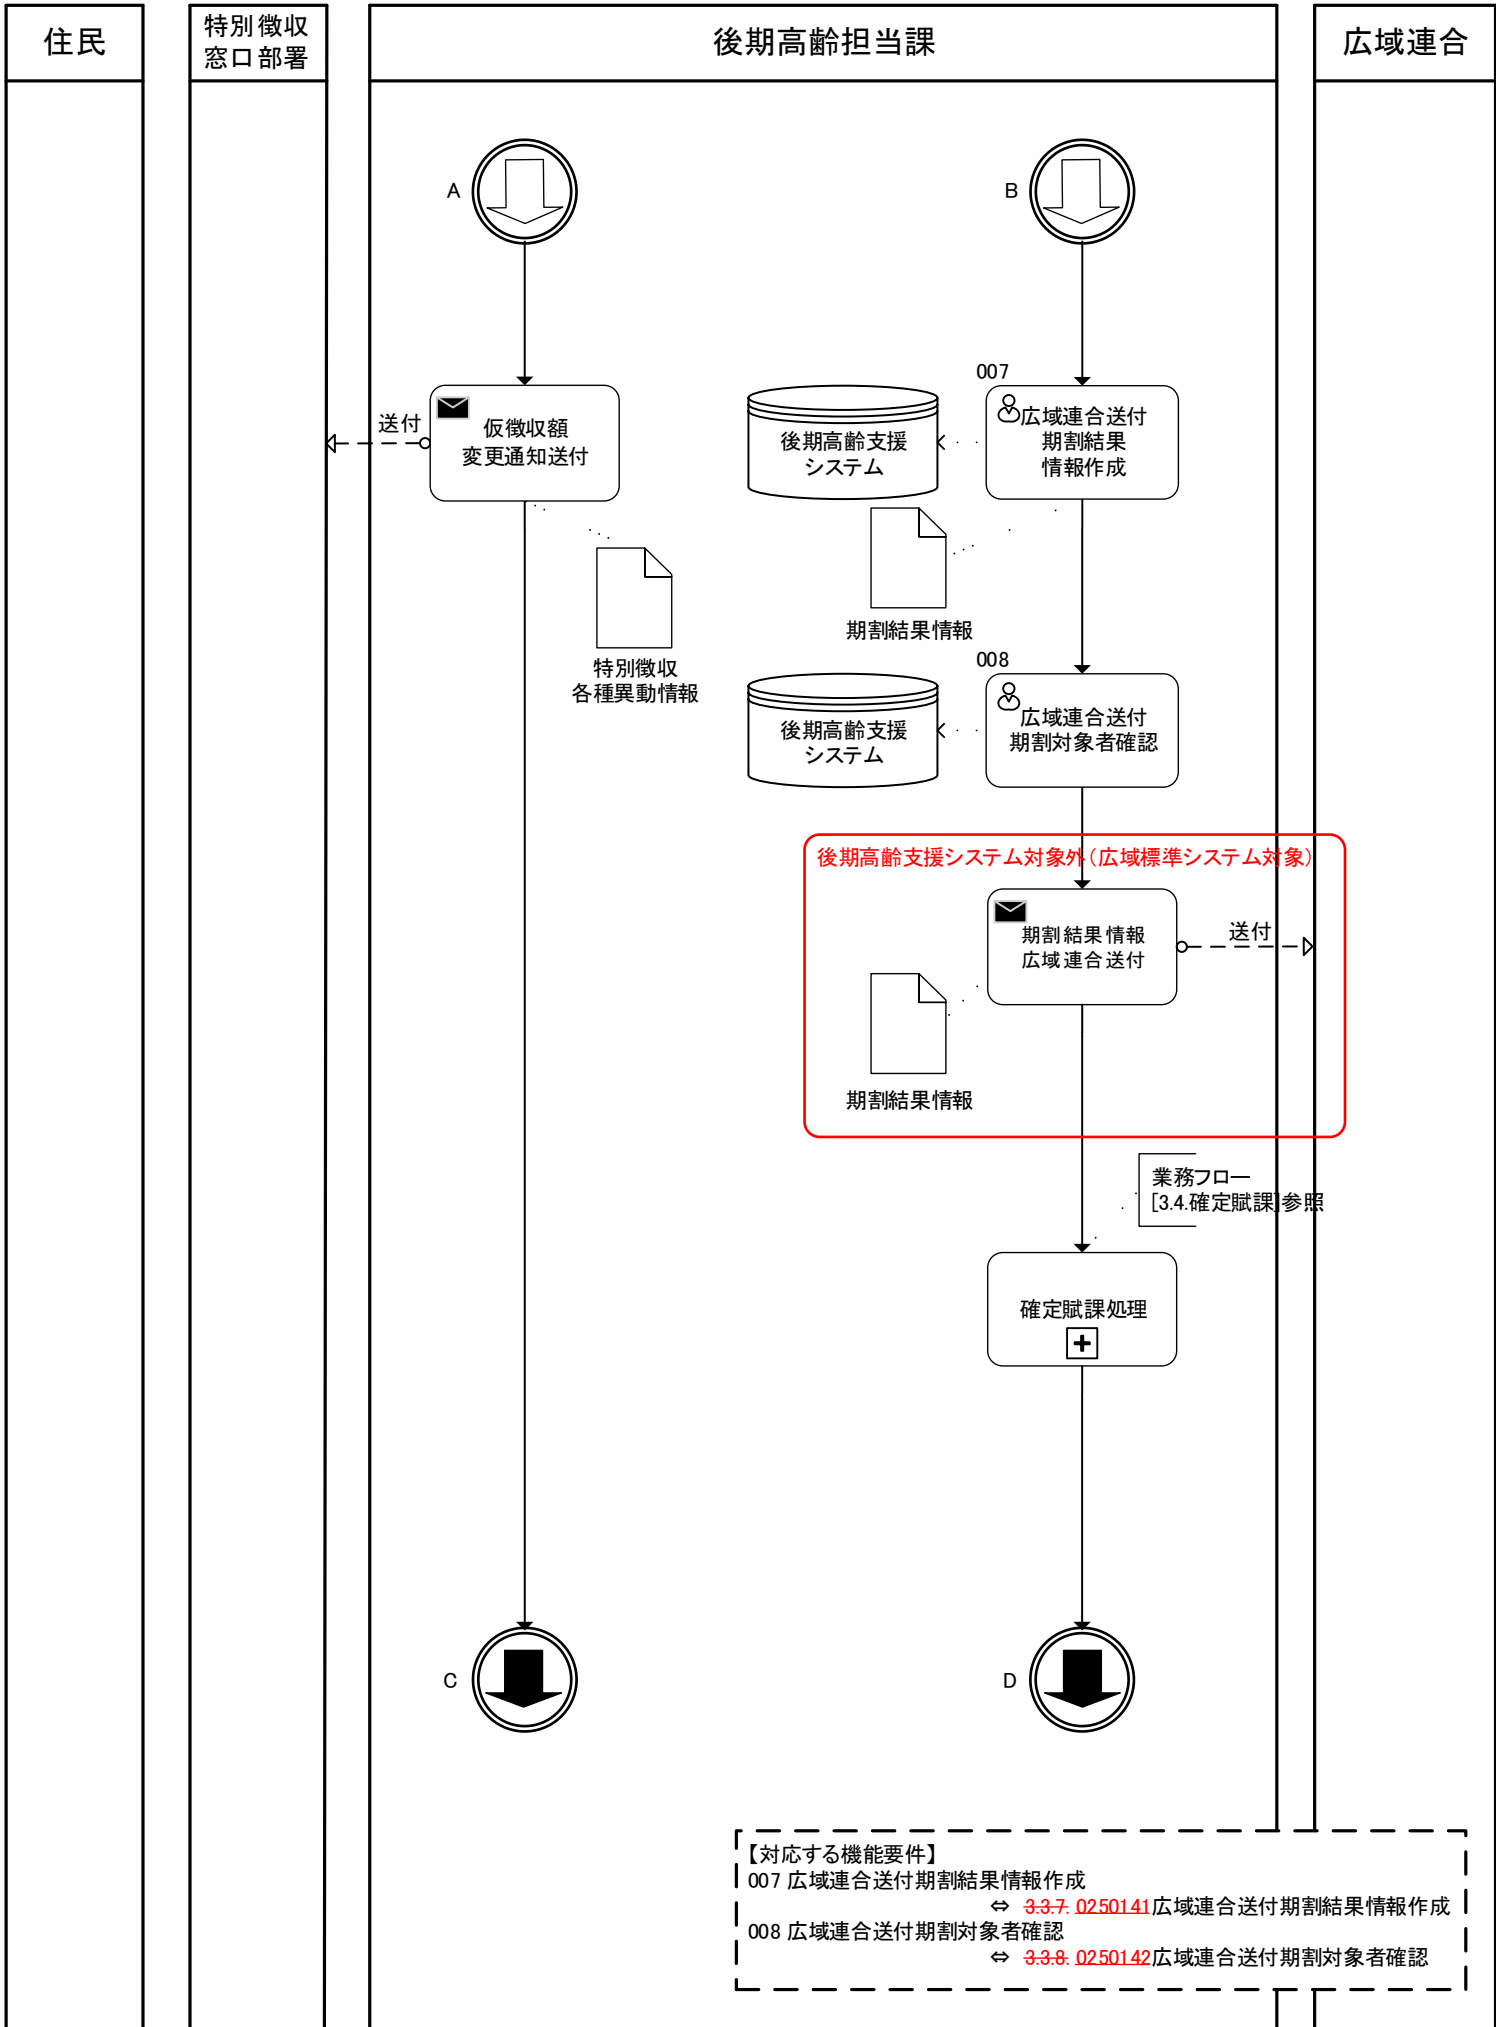 住民
特別徴収
窓口部署
後期高齢担当課
広域連合
A
B
送付
仮徴収額
変更通知送付
特別徴収
各種異動情報
007
広域連合送付
期割結果
情報作成
後期高齢支援
システム
期割結果情報
008
広域連合送付
期割対象者確認
後期高齢支援
システム
後期高齢支援システム対象外（広域標準システム対象）
期割結果情報
広域連合送付
送付
期割結果情報
業務フロー
[3.4.確定賦課]参照
確定賦課処理
C
D
【対応する機能要件】
007 広域連合送付期割結果情報作成
⇔ 3.3.7. 0250141広域連合送付期割結果情報作成
008 広域連合送付期割対象者確認
⇔ 3.3.8. 0250142広域連合送付期割対象者確認